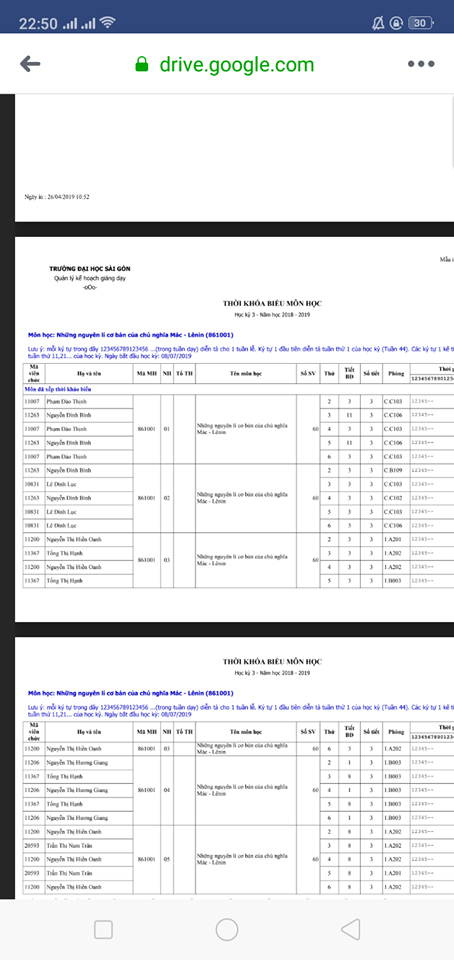 22:50
30
drive.google.com
Ngày in : 26/04/2019 10:52
TRƯỜNG ĐẠI HỌC SÀI GÒN
Quản lý kế hoạch giảng dạy
-oOo-
Mẫu i
THỜI KHÓA BIỂU MÔN HỌC
Học kỳ 3 - Năm học 2018 - 2019
Môn học: Những nguyên lí cơ bản của chủ nghĩa Mác - Lênin (861001)
Lưu ý: mỗi ký tự trong dãy 123456789123456 ...(trong tuần dạy) diễn tả cho 1 tuần lễ. Ký tự 1 đầu tiên diễn tả tuần thứ 1 của học kỳ (Tuần 44). Các ký tự 1 kế ti
tuần thứ 11,21... của học kỳ. Ngày bắt đầu học kỳ: 08/07/2019
Mã viên chức Họ và tên Mã MH NH Tổ TH Tên môn học Số SV Thứ Tiết BĐ Số tiết Phòng Thời g
1234567890123
Môn đã xếp thời khóa biểu
11007 Phạm Đào Thịnh 2 3 3 C.C103 12345--
11263 Nguyễn Đình Bình 3 11 3 C.C106 12345--
11007 Phạm Đào Thịnh 861001 01 Những nguyên lí cơ bản của chủ nghĩa Mác - Lênin 60 4 3 3 C.C103 12345--
11263 Nguyễn Đình Bình 5 11 3 C.C106 12345--
11007 Phạm Đào Thịnh 6 3 3 C.C103 12345--
11263 Nguyễn Đình Bình 2 3 3 C.B109 12345--
10831 Lê Đình Lục 3 3 3 C.C103 12345--
11263 Nguyễn Đình Bình 861001 02 Những nguyên lí cơ bản của chủ nghĩa Mác - Lênin 60 4 3 3 C.C102 12345--
10831 Lê Đình Lục 5 3 3 C.C103 12345--
10831 Lê Đình Lục 6 3 3 C.C106 12345--
11200 Nguyễn Thị Hiền Oanh 2 3 3 1.A201 12345--
11367 Tống Thị Hạnh 861001 03 Những nguyên lí cơ bản của chủ nghĩa Mác - Lênin 60 3 3 3 1.A202 12345--
11200 Nguyễn Thị Hiền Oanh 4 3 3 1.A202 12345--
11367 Tống Thị Hạnh 5 3 3 1.B003 12345--
THỜI KHÓA BIỂU MÔN HỌC
Học kỳ 3 - Năm học 2018 - 2019
Môn học: Những nguyên lí cơ bản của chủ nghĩa Mác - Lênin (861001)
Lưu ý: mỗi ký tự trong dãy 123456789123456 ...(trong tuần dạy) diễn tả cho 1 tuần lễ. Ký tự 1 đầu tiên diễn tả tuần thứ 1 của học kỳ (Tuần 44). Các ký tự 1 kế ti
tuần thứ 11,21... của học kỳ. Ngày bắt đầu học kỳ: 08/07/2019
Mã viên chức Họ và tên Mã MH NH Tổ TH Tên môn học Số SV Thứ Tiết BĐ Số tiết Phòng Thời g
1234567890123
11200 Nguyễn Thị Hiền Oanh 861001 03 Những nguyên lí cơ bản của chủ nghĩa Mác - Lênin 60 6 3 3 1.A202 12345--
11206 Nguyễn Thị Hương Giang 2 1 3 1.B003 12345--
11367 Tống Thị Hạnh 3 8 3 1.B003 12345--
11206 Nguyễn Thị Hương Giang 861001 04 Những nguyên lí cơ bản của chủ nghĩa Mác - Lênin 60 4 1 3 1.B003 12345--
11367 Tống Thị Hạnh 5 8 3 1.B003 12345--
11206 Nguyễn Thị Hương Giang 6 1 3 1.B003 12345--
11200 Nguyễn Thị Hiền Oanh 2 8 3 1.A202 12345--
20593 Trần Thị Nam Trân 3 8 3 1.A202 12345--
11200 Nguyễn Thị Hiền Oanh 861001 05 Những nguyên lí cơ bản của chủ nghĩa Mác - Lênin 60 4 8 3 1.A202 12345--
20593 Trần Thị Nam Trân 5 8 3 1.A201 12345--
11200 Nguyễn Thị Hiền Oanh 6 8 3 1.A202 12345--